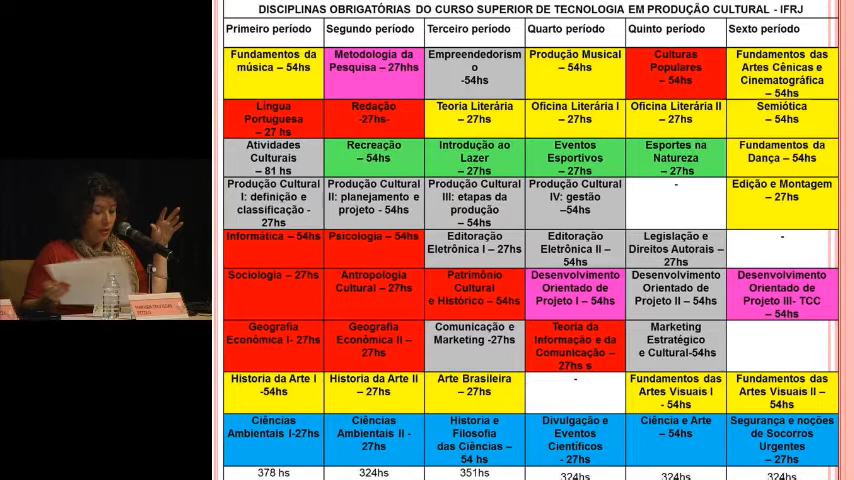 DISCIPLINAS OBRIGATÓRIAS DO CURSO SUPERIOR DE TECNOLOGIA EM PRODUÇÃO CULTURAL - IFRJ
Primeiro período Segundo período Terceiro período Quarto período Quinto período Sexto período
Fundamentos da
música – 54hs
Metodologia da
Pesquisa – 27hhs
Empreendedorism
o
-54hs
Produção Musical
– 54hs
Culturas
Populares
– 54hs
Fundamentos das
Artes Cênicas e
Cinematográfica
– 54hs
Língua
Portuguesa
– 27 hs
Redação
-27hs-
Teoria Literária
– 27hs
Oficina Literária I
– 27hs
Oficina Literária II
– 27hs
Semiótica
– 54hs
Atividades
Culturais
– 81 hs
Recreação
– 54hs
Introdução ao
Lazer
– 27hs
Eventos
Esportivos
– 27hs
Esportes na
Natureza
– 27hs
Fundamentos da
Dança – 54hs
Produção Cultural
I: definição e
classificação -
27hs
Produção Cultural
II: planejamento e
projeto - 54hs
Produção Cultural
III: etapas da
produção –
54hs
Produção Cultural
IV: gestão
–54hs
-
Edição e Montagem
– 27hs
Informática – 54hs
Psicologia – 54hs
Editoração
Eletrônica I – 27hs
Editoração
Eletrônica II –
54hs
Legislação e
Direitos Autorais –
27hs
-
Sociologia – 27hs
Antropologia
Cultural – 27hs
Patrimônio
Cultural
e Histórico – 54hs
Desenvolvimento
Orientado de
Projeto I – 54hs
Desenvolvimento
Orientado de
Projeto II – 54hs
Desenvolvimento
Orientado de
Projeto III- TCC
– 54hs
Geografia
Econômica I- 27hs
Geografia
Econômica II –
27hs
Comunicação e
Marketing -27hs
Teoria da
Informação e da
Comunicação –
27hs s
Marketing
Estratégico
e Cultural-54hs
Historia da Arte I
-54hs
Historia da Arte II
– 27hs
Arte Brasileira
– 27hs
-
Fundamentos das
Artes Visuais I
- 54hs
Fundamentos das
Artes Visuais II –
54hs
Ciências
Ambientais I-27hs
Ciências
Ambientais II -
27hs
Historia e
Filosofia
das Ciências –
54 hs
Divulgação e
Eventos
Científicos
- 27hs
Ciência e Arte
– 54hs
Segurança e noções
de Socorros
Urgentes
– 27hs
378 hs 324hs 351hs 324hs 324hs 324hs